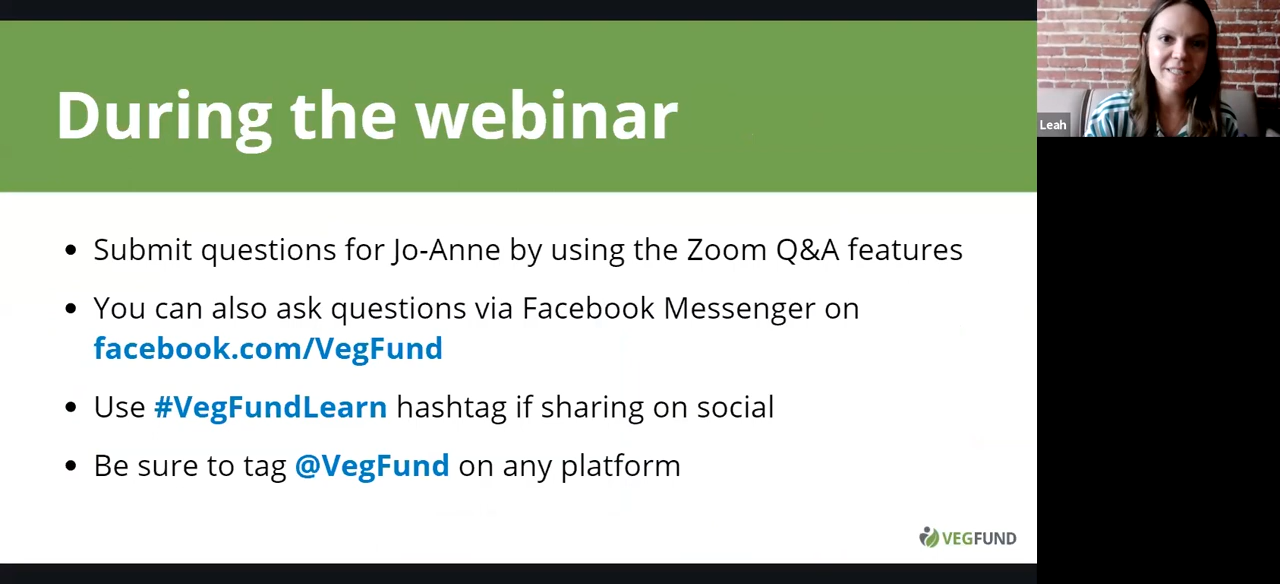 During the webinar
Leah
• Submit questions for Jo-Anne by using the Zoom Q&A features
• You can also ask questions via Facebook Messenger on
facebook.com/VegFund
• Use #VegFundLearn hashtag if sharing on social
• Be sure to tag @VegFund on any platform
VEGFUND